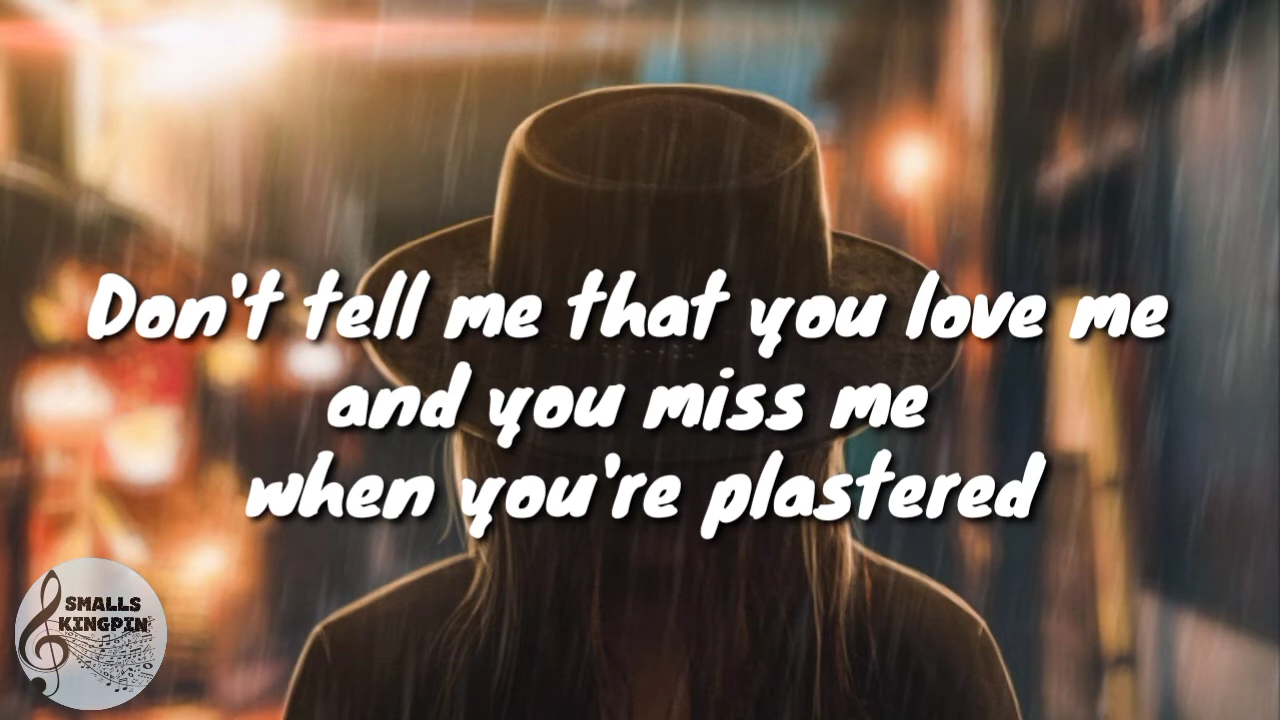 Don't tell me that you love me
and you miss me
when you're plastered
SMALLS
KINGPIN